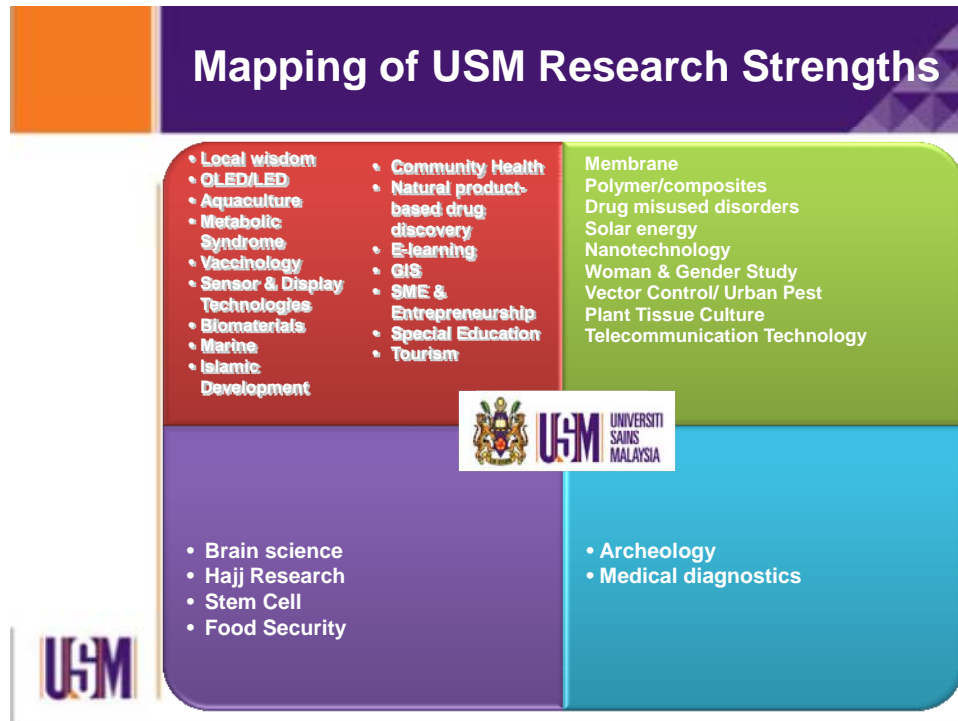 Mapping of USM Research Strengths
• Local wisdom
• OLED/LED
• Aquaculture
• Metabolic
Syndrome
• Vaccinology
• Sensor & Display
Technologies
• Biomaterials
• Marine
• Islamic
Development
• Community Health
• Natural product-
based drug
discovery
• E-learning
• GIS
• SME &
Entrepreneurship
• Special Education
• Tourism
Membrane
Polymer/composites
Drug misused disorders
Solar energy
Nanotechnology
Woman & Gender Study
Vector Control/ Urban Pest
Plant Tissue Culture
Telecommunication Technology
USM
UNIVERSITI
SAINS
MALAYSIA
• Brain science
• Hajj Research
• Stem Cell
• Food Security
• Archeology
• Medical diagnostics
USM